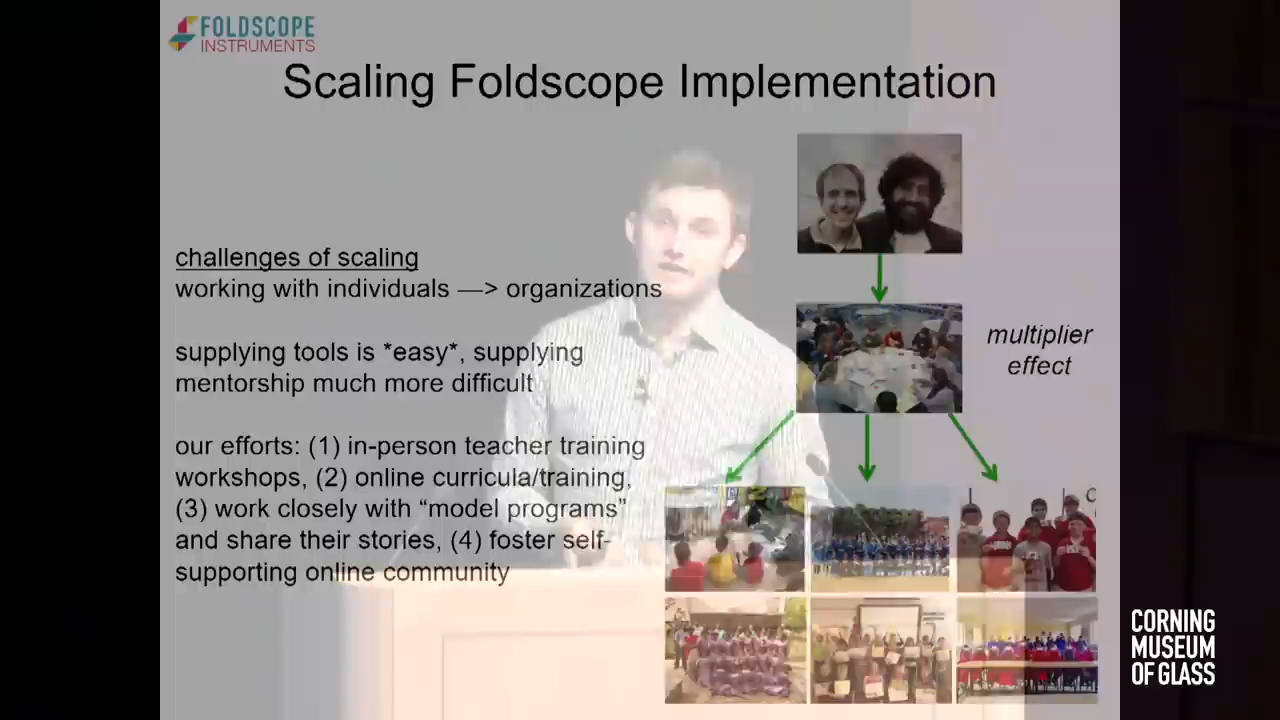 FOLDSCOPE
INSTRUMENTS
Scaling Foldscope Implementation
challenges of scaling
working with individuals —> organizations
supplying tools is *easy*, supplying
mentorship much more difficult
our efforts: (1) in-person teacher training
workshops, (2) online curricula/training,
(3) work closely with “model programs”
and share their stories, (4) foster self-
supporting online community
multiplier
effect
CORNING
MUSEUM
OF GLASS